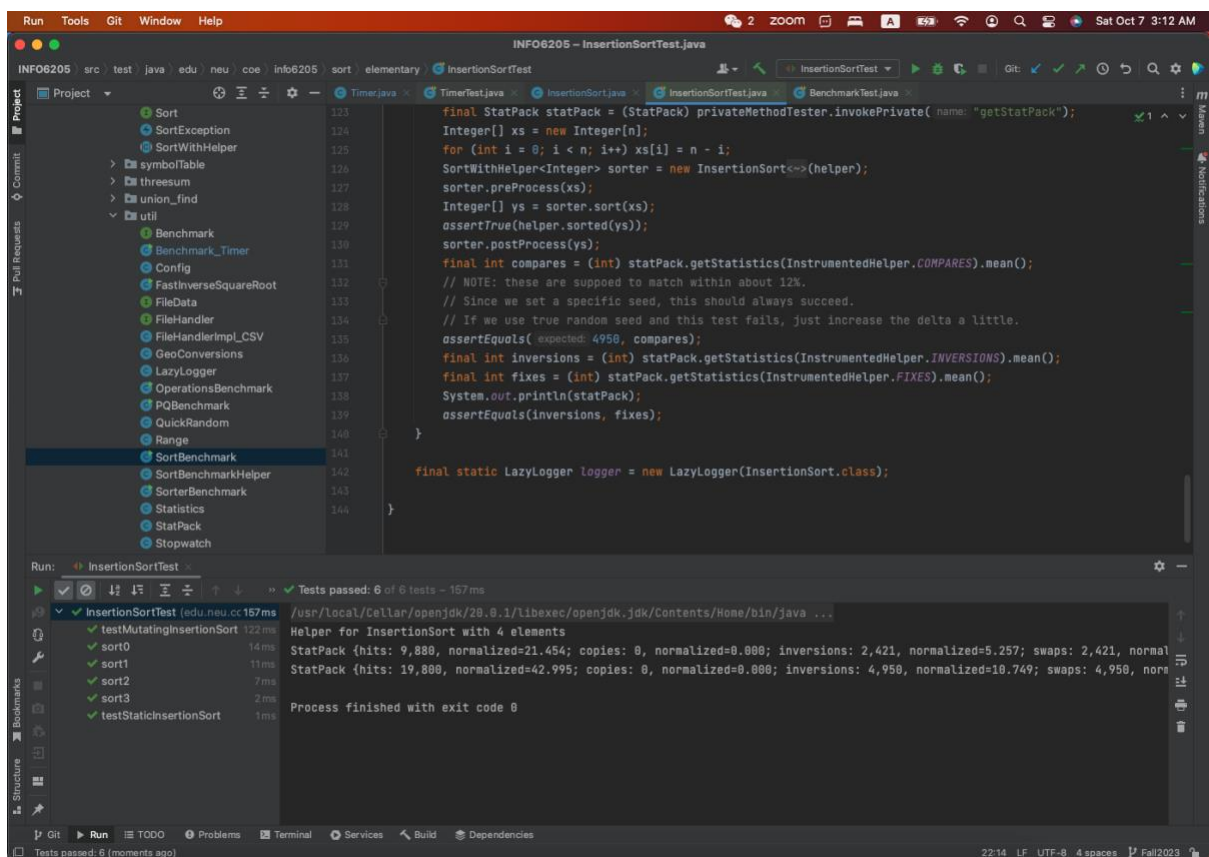 Run Tools Git Window Help
2 zoom A Sat Oct 7 3:12 AM
INFO6205 – InsertionSortTest.java
INFO6205 src test java edu neu coe info6205 sort elementary InsertionSortTest
InsertionSortTest Git:
Project
Timer.java TimerTest.java InsertionSort.java InsertionSortTest.java BenchmarkTest.java
Project
Commit
Pull Requests
Bookmarks
Structure
Maven
Notifications
Sort
SortException
SortWithHelper
symbolTable
threesum
union_find
util
Benchmark
Benchmark_Timer
Config
FastInverseSquareRoot
FileData
FileHandler
FileHandlerImpl_CSV
GeoConversions
LazyLogger
OperationsBenchmark
PQBenchmark
QuickRandom
Range
SortBenchmark
SortBenchmarkHelper
SorterBenchmark
Statistics
StatPack
Stopwatch
1
123 final StatPack statPack = (StatPack) privateMethodTester.invokePrivate( name: "getStatPack");
124 Integer[] xs = new Integer[n];
125 for (int i = 0; i < n; i++) xs[i] = n - i;
126 SortWithHelper<Integer> sorter = new InsertionSort<~>(helper);
127 sorter.preProcess(xs);
128 Integer[] ys = sorter.sort(xs);
129 assertTrue(helper.sorted(ys));
130 sorter.postProcess(ys);
131 final int compares = (int) statPack.getStatistics(InstrumentedHelper.COMPARES).mean();
132 // NOTE: these are suppoed to match within about 12%.
133 // Since we set a specific seed, this should always succeed.
134 // If we use true random seed and this test fails, just increase the delta a little.
135 assertEquals( expected: 4950, compares);
136 final int inversions = (int) statPack.getStatistics(InstrumentedHelper.INVERSIONS).mean();
137 final int fixes = (int) statPack.getStatistics(InstrumentedHelper.FIXES).mean();
138 System.out.println(statPack);
139 assertEquals(inversions, fixes);
140 }
141
142 final static LazyLogger logger = new LazyLogger(InsertionSort.class);
143
144 }
Run: InsertionSortTest
Tests passed: 6 of 6 tests – 157 ms
InsertionSortTest (edu.neu.cc 157 ms
testMutatingInsertionSort 122 ms
sort0 14 ms
sort1 11 ms
sort2 7 ms
sort3 2 ms
testStaticInsertionSort 1 ms
/usr/local/Cellar/openjdk/20.0.1/libexec/openjdk.jdk/Contents/Home/bin/java ...
Helper for InsertionSort with 4 elements
StatPack {hits: 9,880, normalized=21.454; copies: 0, normalized=0.000; inversions: 2,421, normalized=5.257; swaps: 2,421, normal
StatPack {hits: 19,800, normalized=42.995; copies: 0, normalized=0.000; inversions: 4,950, normalized=10.749; swaps: 4,950, norm
Process finished with exit code 0
Git Run TODO Problems Terminal Services Build Dependencies
Tests passed: 6 (moments ago) 22:14 LF UTF-8 4 spaces Fall2023